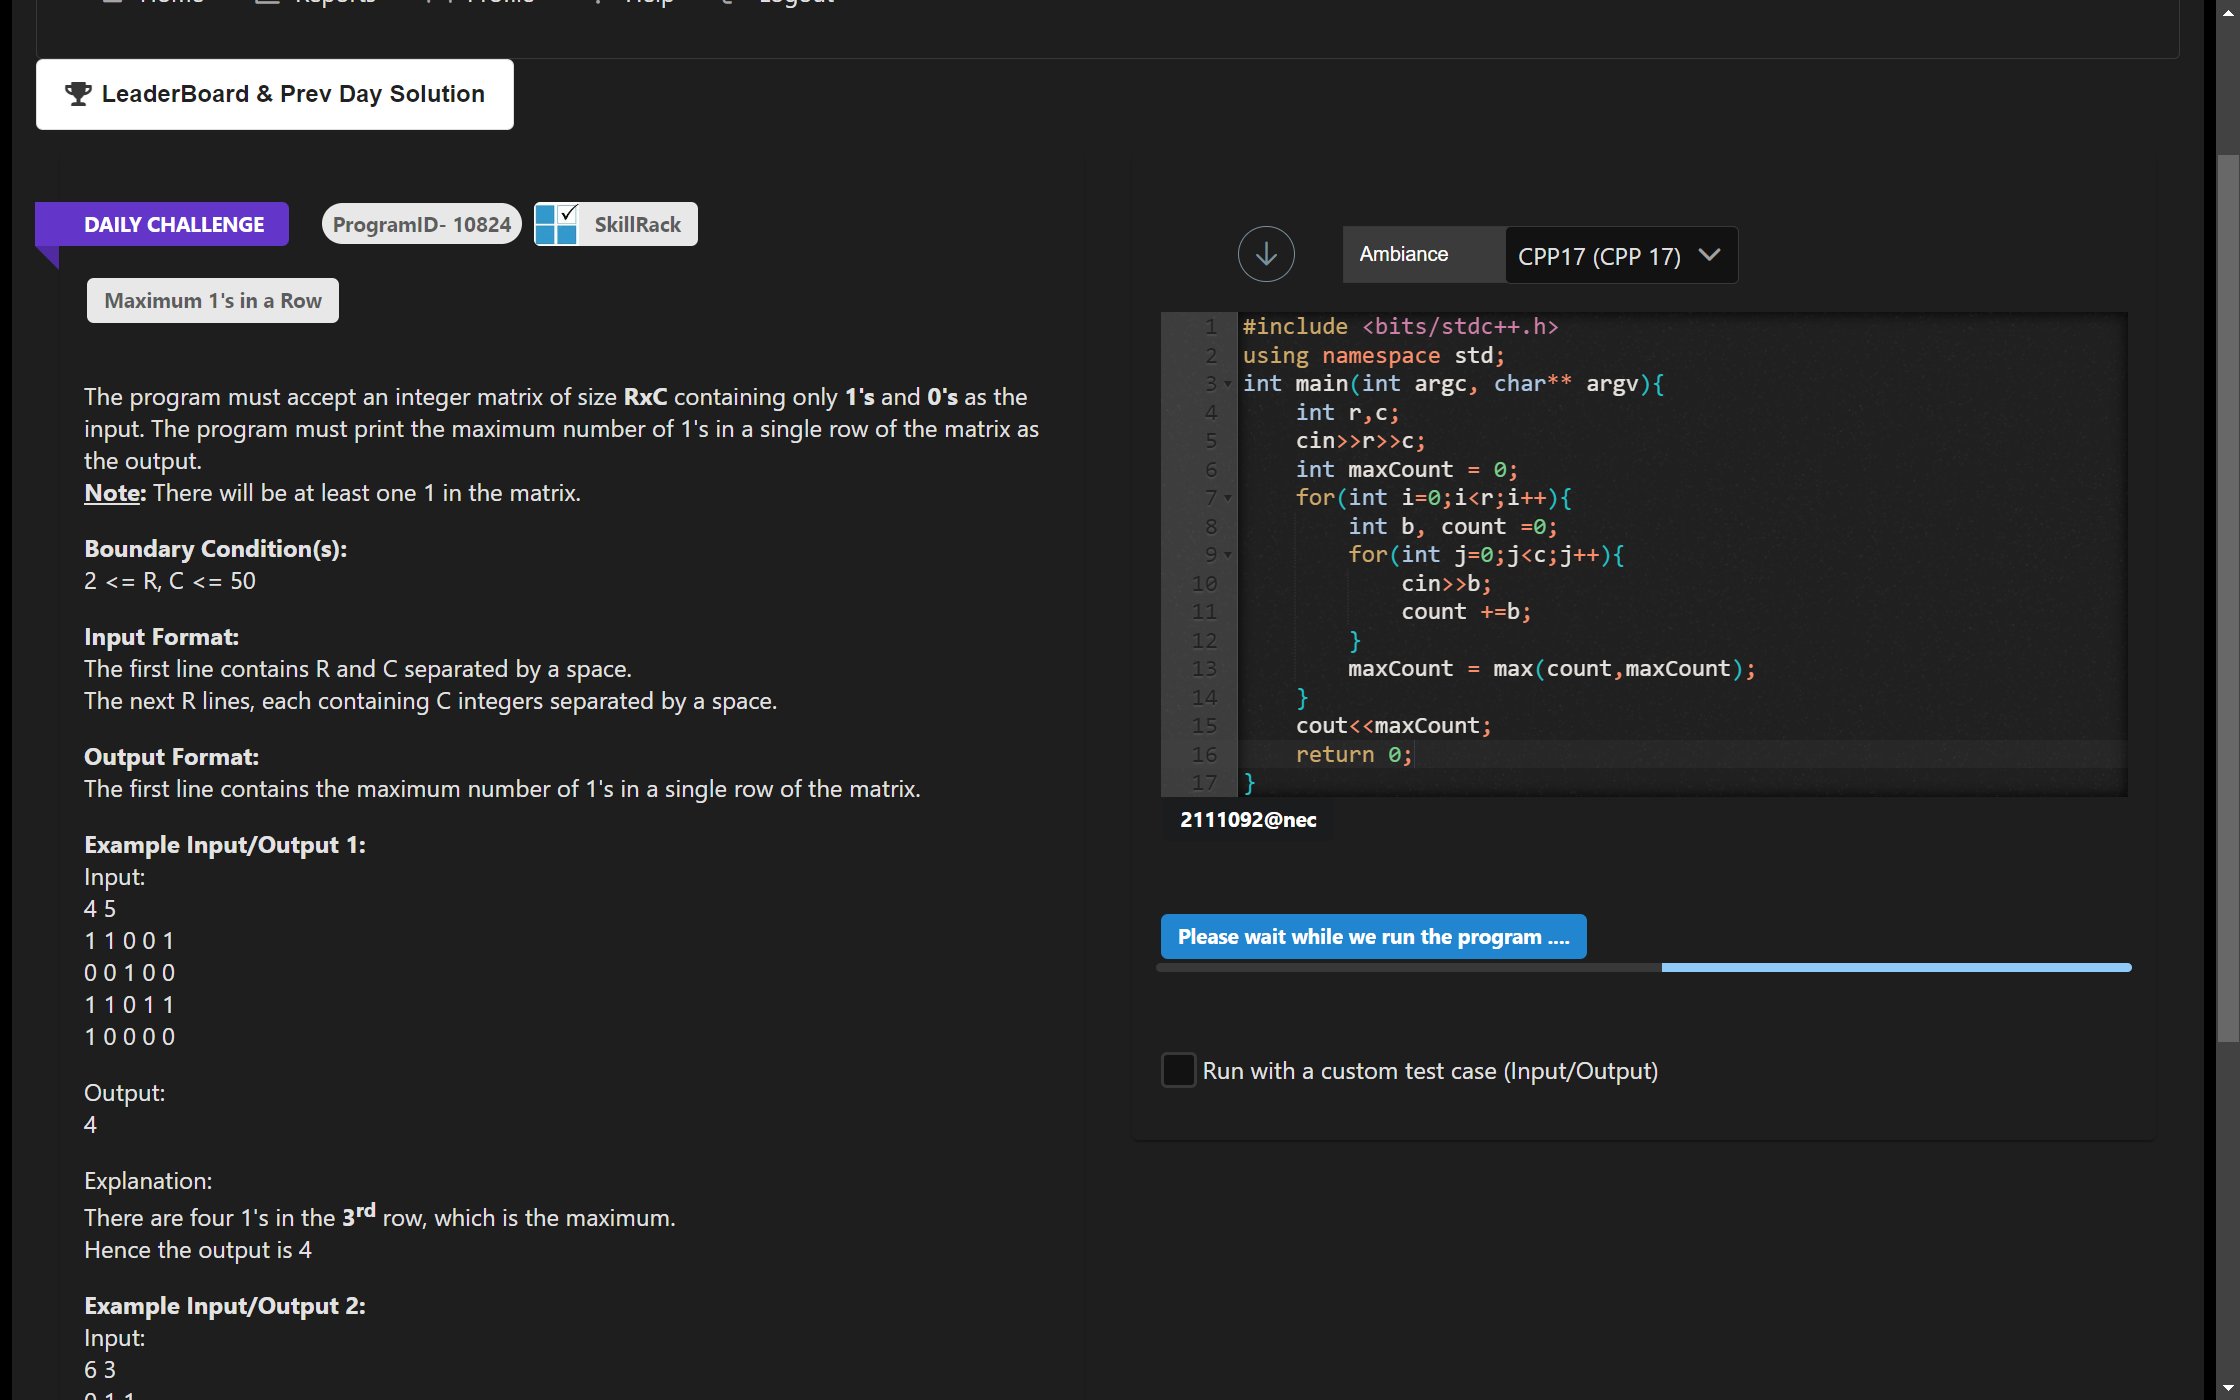 Home Reports Profile Help Logout
LeaderBoard & Prev Day Solution
DAILY CHALLENGE
ProgramID- 10824
SkillRack
Maximum 1's in a Row
The program must accept an integer matrix of size RxC containing only 1's and 0's as the
input. The program must print the maximum number of 1's in a single row of the matrix as
the output.
Note: There will be at least one 1 in the matrix.
Boundary Condition(s):
2 <= R, C <= 50
Input Format:
The first line contains R and C separated by a space.
The next R lines, each containing C integers separated by a space.
Output Format:
The first line contains the maximum number of 1's in a single row of the matrix.
Example Input/Output 1:
Input:
4 5
1 1 0 0 1
0 0 1 0 0
1 1 0 1 1
1 0 0 0 0
Output:
4
Explanation:
There are four 1's in the 3rd row, which is the maximum.
Hence the output is 4
Example Input/Output 2:
Input:
6 3
0 1 1
Ambiance
CPP17 (CPP 17)
1 #include <bits/stdc++.h>
2 using namespace std;
3 int main(int argc, char** argv){
4     int r,c;
5     cin>>r>>c;
6     int maxCount = 0;
7     for(int i=0;i<r;i++){
8         int b, count =0;
9         for(int j=0;j<c;j++){
10             cin>>b;
11             count +=b;
12         }
13         maxCount = max(count,maxCount);
14     }
15     cout<<maxCount;
16     return 0;
17 }
2111092@nec
Please wait while we run the program ....
Run with a custom test case (Input/Output)